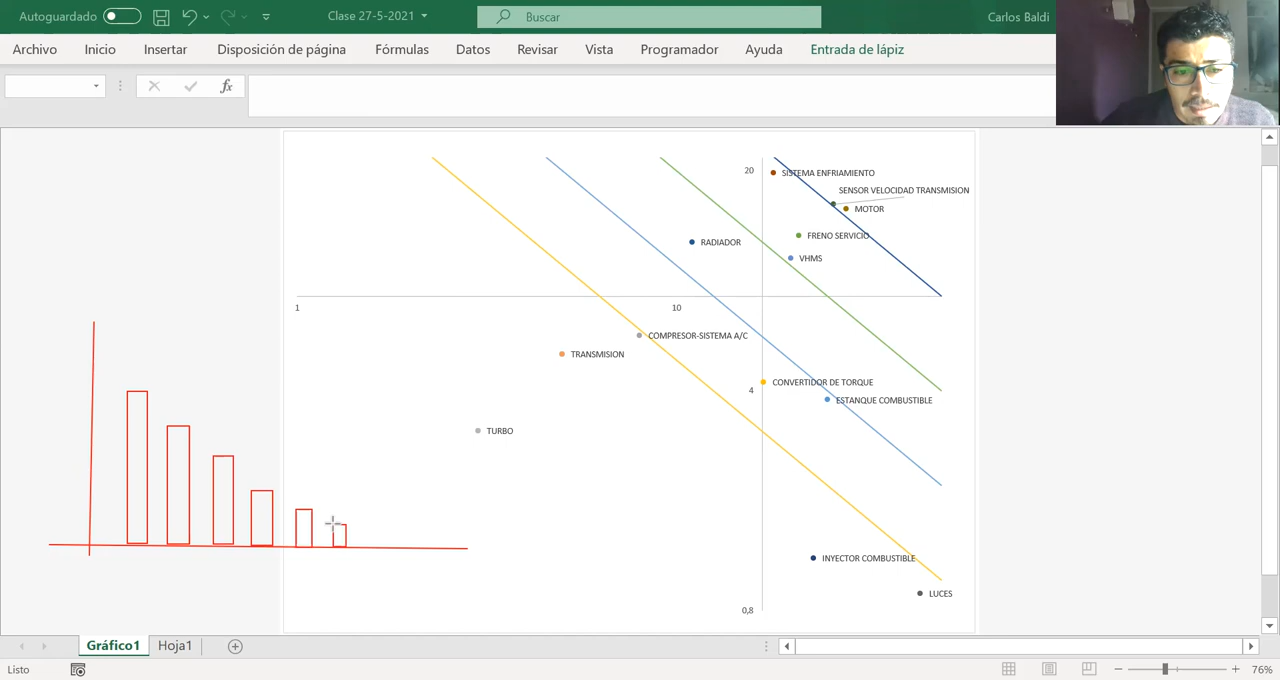 Autoguardado
Clase 27-5-2021
Buscar
Carlos Baldi
Archivo Inicio Insertar Disposición de página Fórmulas Datos Revisar Vista Programador Ayuda Entrada de lápiz
fx
20
SISTEMA ENFRIAMIENTO
SENSOR VELOCIDAD TRANSMISION
MOTOR
FRENO SERVICIO
RADIADOR
VHMS
1
10
COMPRESOR-SISTEMA A/C
TRANSMISION
CONVERTIDOR DE TORQUE
4
ESTANQUE COMBUSTIBLE
TURBO
INYECTOR COMBUSTIBLE
LUCES
0,8
Gráfico1 Hoja1
Listo
76%